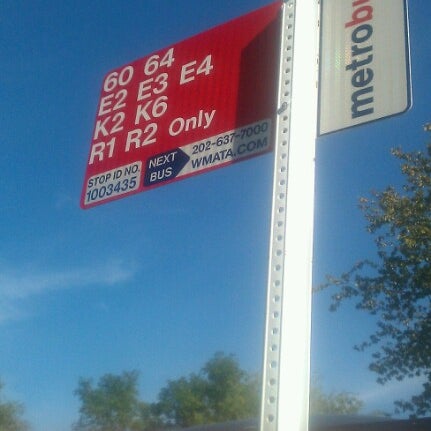 60 64
E2 E3 E4
K2 K6
R1 R2 Only
STOP ID NO.
1003435
NEXT
BUS
202-637-7000
WMATA.COM
metrobu